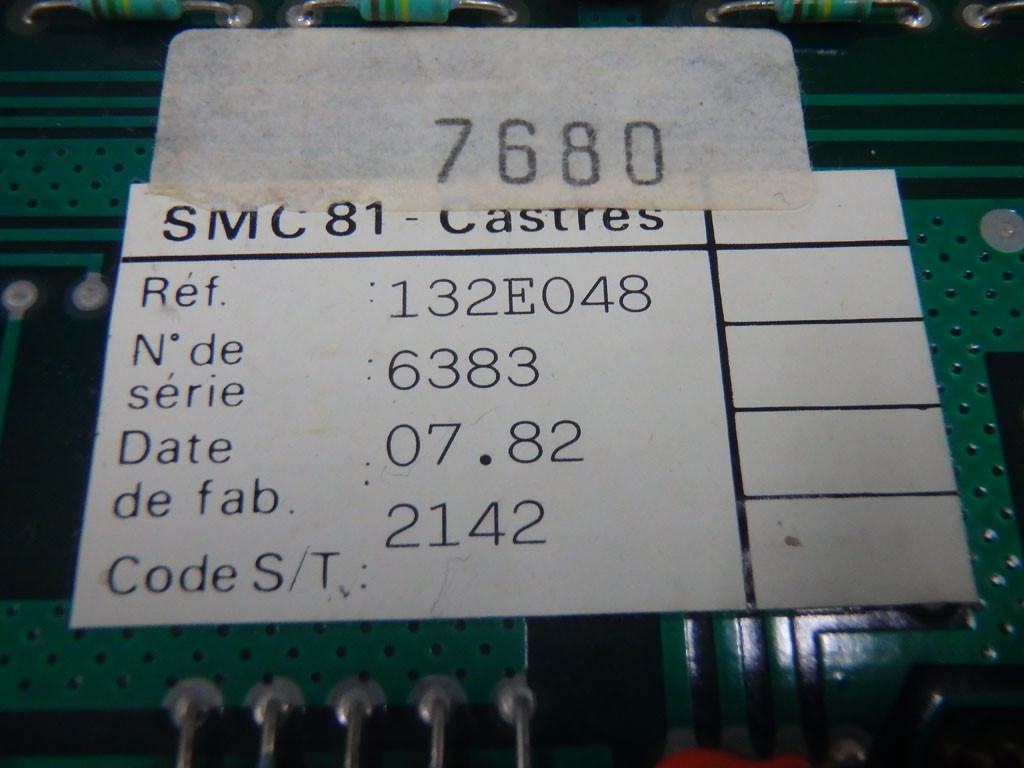 7680
SMC 81 - Castres
Réf. : 132E048
N° de
série : 6383
Date : 07.82
de fab.
2142
Code S/T. :